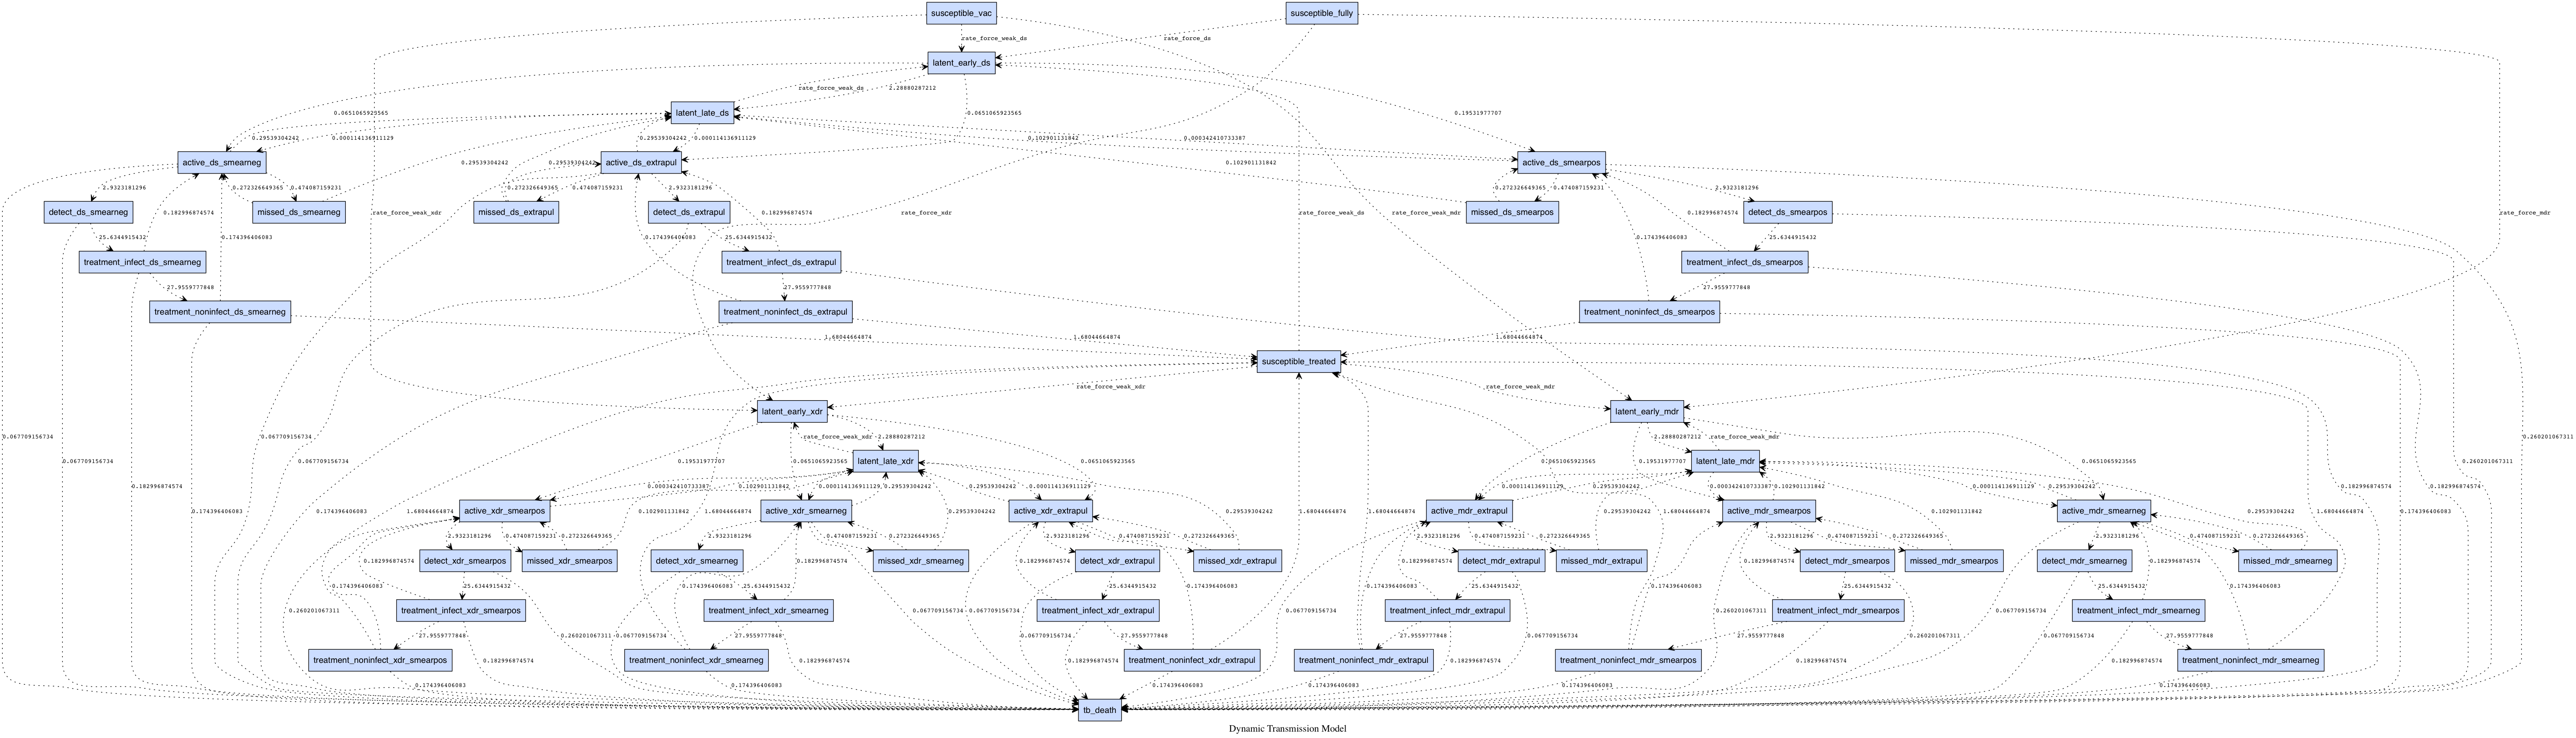 susceptible_vac
susceptible_fully
rate_force_weak_ds
rate_force_ds
latent_early_ds
rate_force_weak_ds
2.28880287212
0.0651065923565
0.19531977707
latent_late_ds
0.29539304242
0.000114136911129
0.29539304242
0.000114136911129
0.102901131842
0.000342410733387
active_ds_smearneg
0.29539304242
0.29539304242
active_ds_extrapul
0.102901131842
active_ds_smearpos
2.9323181296
0.272326649365
0.474087159231
0.272326649365
0.474087159231
2.9323181296
0.272326649365
0.474087159231
2.9323181296
detect_ds_smearneg
0.182996874574
missed_ds_smearneg
rate_force_weak_xdr
missed_ds_extrapul
detect_ds_extrapul
0.182996874574
rate_force_xdr
rate_force_weak_ds
rate_force_weak_mdr
missed_ds_smearpos
0.182996874574
detect_ds_smearpos
rate_force_mdr
25.6344915432
0.174396406083
0.174396406083
25.6344915432
0.174396406083
25.6344915432
treatment_infect_ds_smearneg
treatment_infect_ds_extrapul
treatment_infect_ds_smearpos
27.9559777848
27.9559777848
27.9559777848
treatment_noninfect_ds_smearneg
treatment_noninfect_ds_extrapul
treatment_noninfect_ds_smearpos
1.68044664874
1.68044664874
1.68044664874
susceptible_treated
rate_force_weak_xdr
rate_force_weak_mdr
latent_early_xdr
latent_early_mdr
0.067709156734
0.067709156734
rate_force_weak_xdr
2.28880287212
2.28880287212
rate_force_weak_mdr
0.260201067311
0.067709156734
0.067709156734
0.19531977707
0.0651065923565
0.0651065923565
0.19531977707
0.0651065923565
0.260201067311
latent_late_xdr
latent_late_mdr
0.182996874574
0.000342410733387
0.102901131842
0.000114136911129
0.29539304242
0.000114136911129
0.000114136911129
0.29539304242
0.000342410733387
0.102901131842
0.000114136911129
0.29539304242
0.182996874574
0.182996874574
0.174396406083
0.174396406083
1.68044664874
active_xdr_smearpos
0.102901131842
1.68044664874
active_xdr_smearneg
0.29539304242
active_xdr_extrapul
0.29539304242
1.68044664874
1.68044664874
active_mdr_extrapul
0.29539304242
1.68044664874
active_mdr_smearpos
0.102901131842
active_mdr_smearneg
0.29539304242
1.68044664874
0.174396406083
2.9323181296
0.474087159231
0.272326649365
2.9323181296
0.474087159231
0.272326649365
2.9323181296
0.474087159231
0.272326649365
2.9323181296
0.474087159231
0.272326649365
2.9323181296
0.474087159231
0.272326649365
2.9323181296
0.474087159231
0.272326649365
detect_xdr_smearpos
missed_xdr_smearpos
detect_xdr_smearneg
0.182996874574
missed_xdr_smearneg
0.182996874574
detect_xdr_extrapul
missed_xdr_extrapul
0.182996874574
detect_mdr_extrapul
missed_mdr_extrapul
0.182996874574
detect_mdr_smearpos
missed_mdr_smearpos
detect_mdr_smearneg
0.182996874574
missed_mdr_smearneg
0.174396406083
0.182996874574
25.6344915432
0.174396406083
25.6344915432
25.6344915432
0.174396406083
0.174396406083
25.6344915432
0.174396406083
25.6344915432
25.6344915432
0.174396406083
0.260201067311
treatment_infect_xdr_smearpos
treatment_infect_xdr_smearneg
0.067709156734
0.067709156734
treatment_infect_xdr_extrapul
0.067709156734
treatment_infect_mdr_extrapul
0.260201067311
treatment_infect_mdr_smearpos
0.067709156734
treatment_infect_mdr_smearneg
27.9559777848
0.260201067311
0.067709156734
27.9559777848
0.067709156734
27.9559777848
27.9559777848
0.067709156734
27.9559777848
0.260201067311
0.067709156734
27.9559777848
treatment_noninfect_xdr_smearpos
0.182996874574
treatment_noninfect_xdr_smearneg
0.182996874574
0.182996874574
treatment_noninfect_xdr_extrapul
treatment_noninfect_mdr_extrapul
0.182996874574
treatment_noninfect_mdr_smearpos
0.182996874574
0.182996874574
treatment_noninfect_mdr_smearneg
0.174396406083
0.174396406083
0.174396406083
0.174396406083
0.174396406083
0.174396406083
tb_death
Dynamic Transmission Model